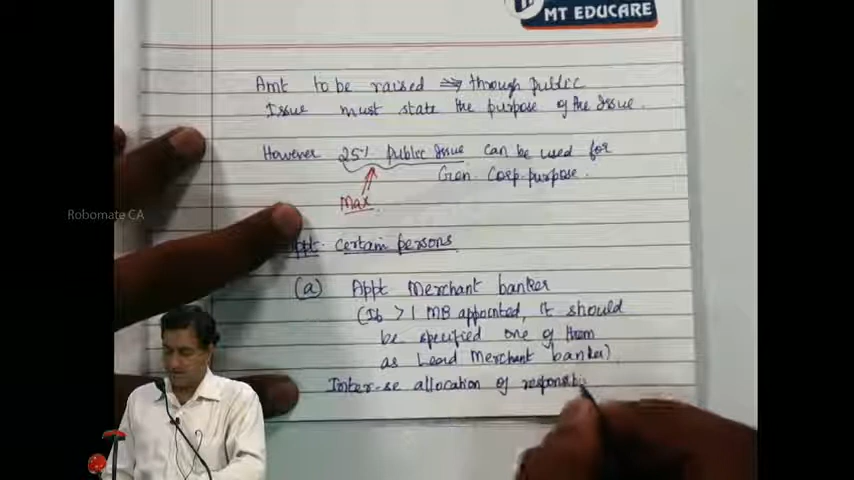 MT EDUCARE
Amt to be raised ⇒ through public
Issue must state the purpose of the Issue.
However 25% public Issue can be used for
Gen. Corp. purpose.
Max
Robomate CA
Appt certain persons
(a) Appt Merchant banker
(If > 1 MB appointed, it should
be specified one of them
as Lead Merchant banker)
Inter-se allocation of responsibi